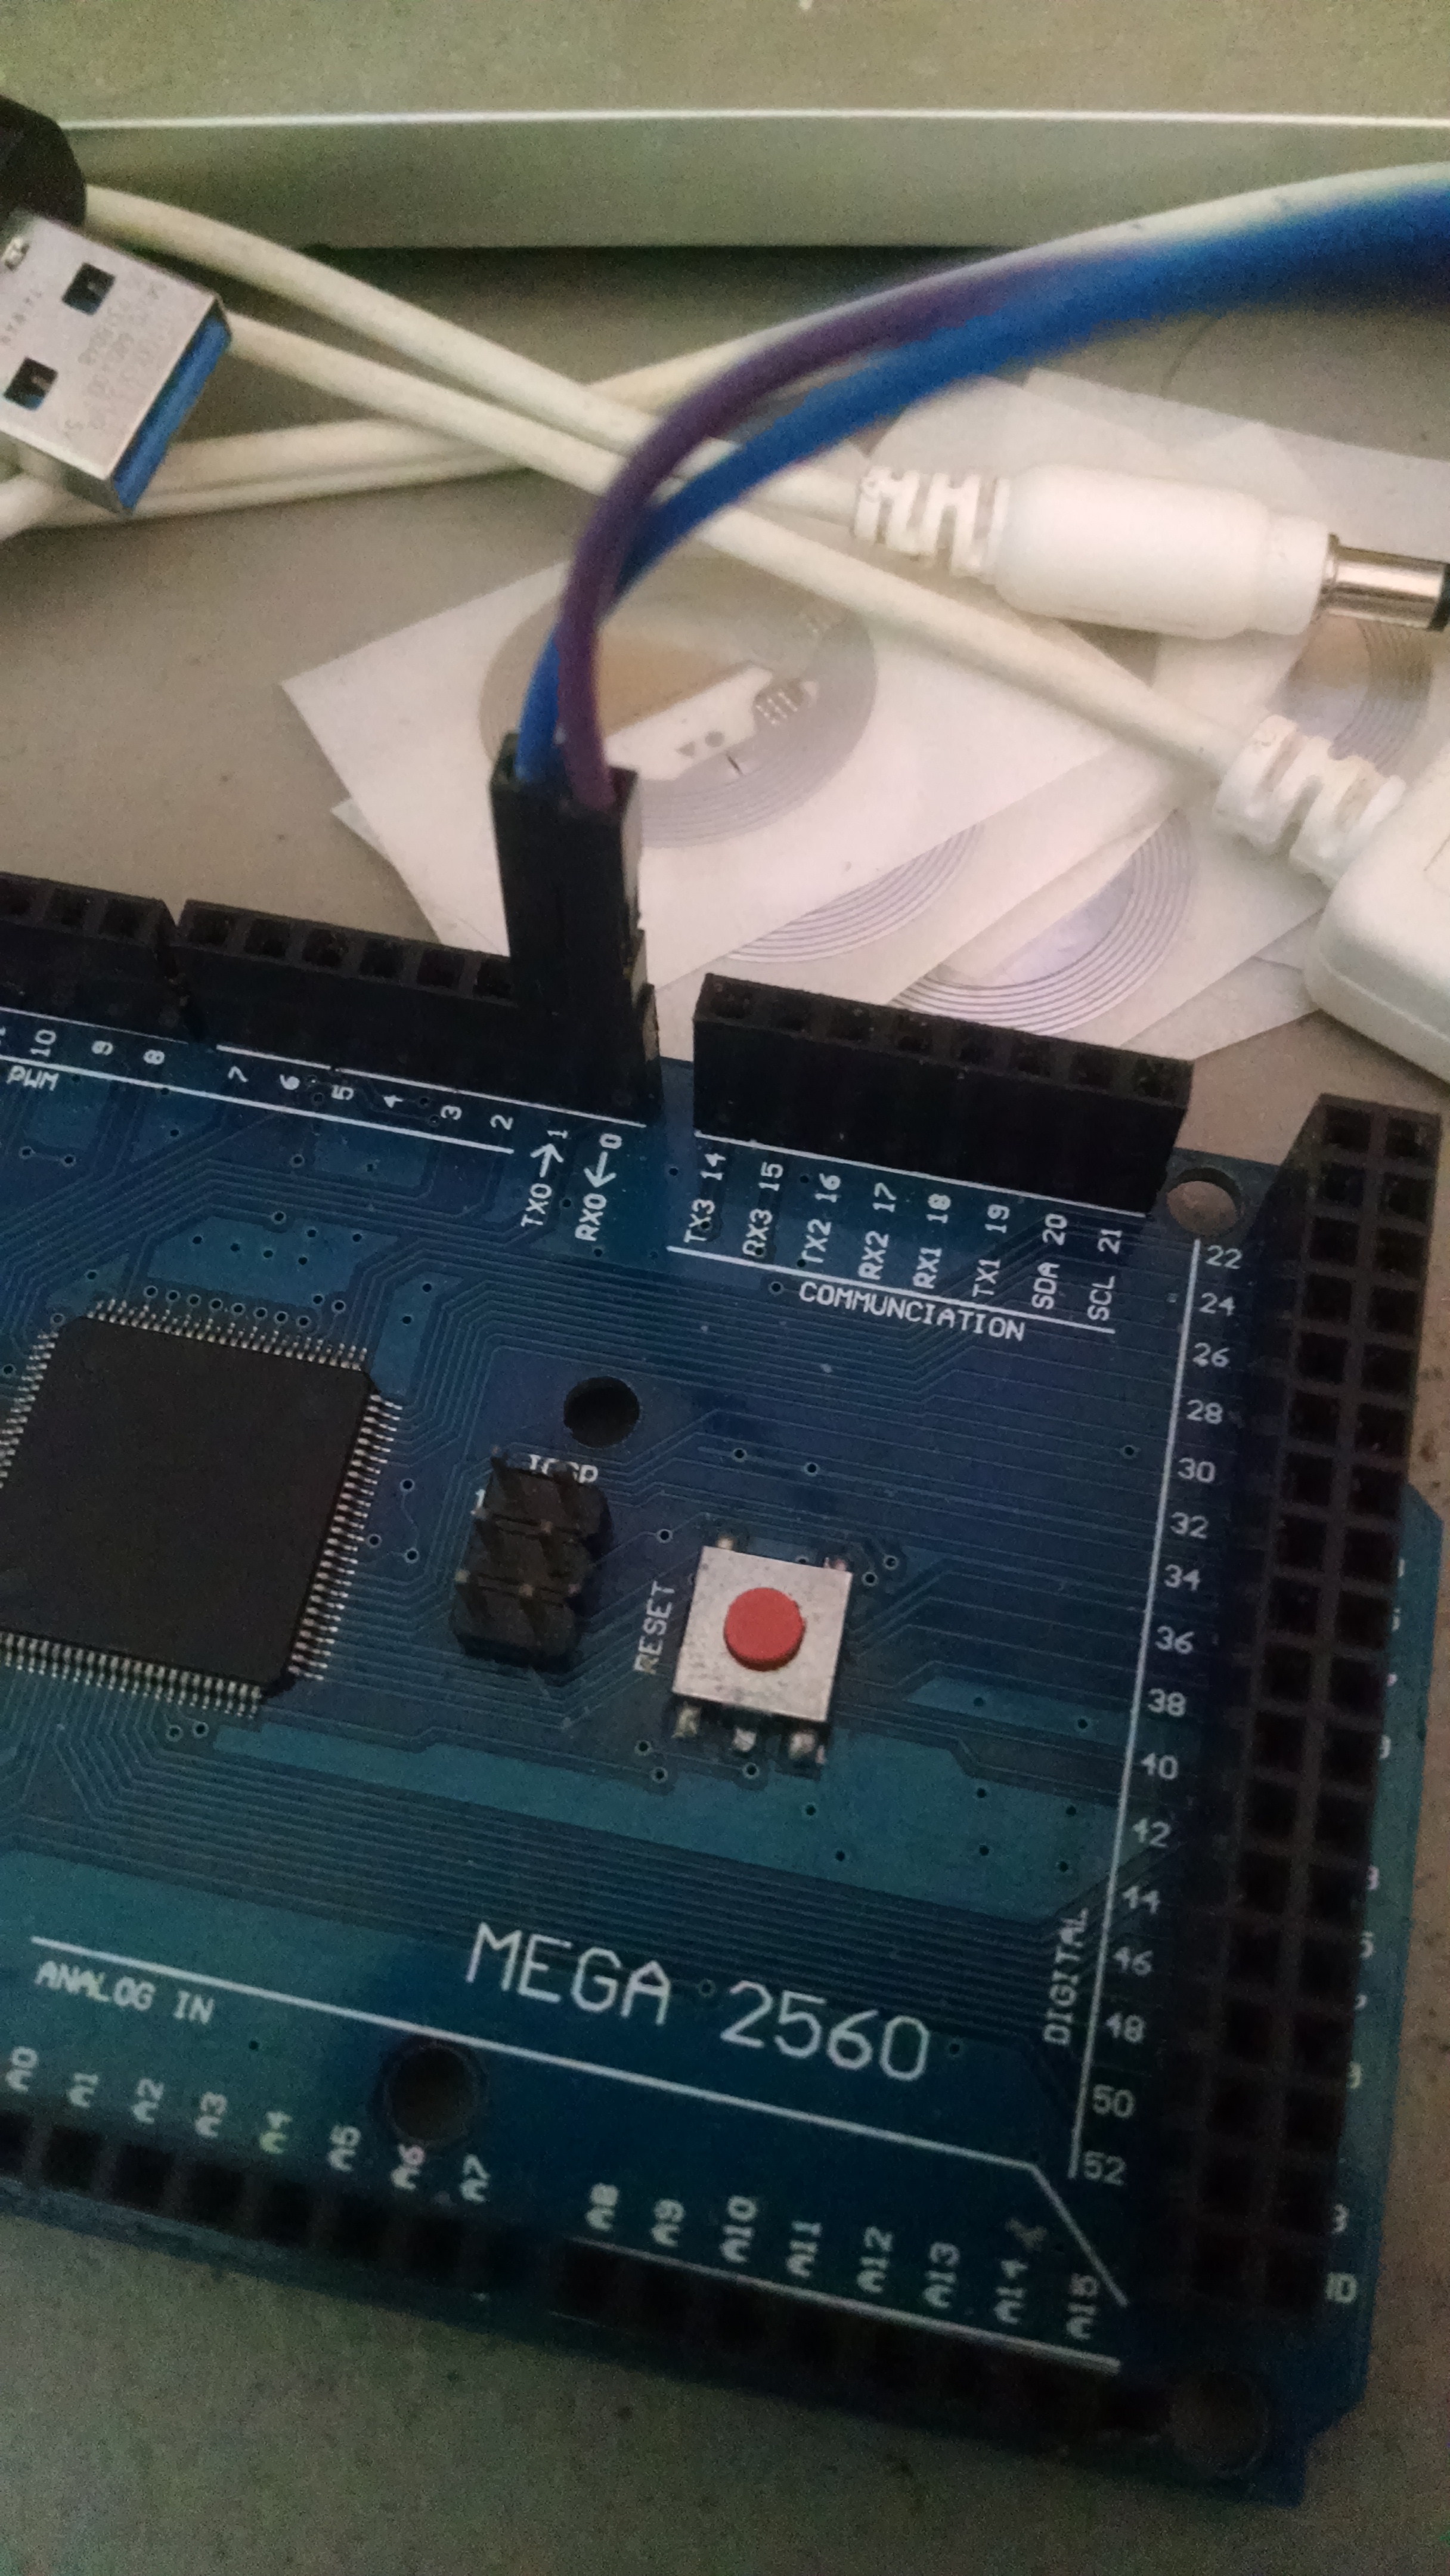 10
9
8
PWM
7
6
5
4
3
2
TX0→1
RX0←0
TX3 14
RX3 15
TX2 16
RX2 17
RX1 18
TX1 19
SDA 20
SCL 21
COMMUNCIATION
22
24
26
28
30
32
34
36
38
40
42
44
46
48
50
52
DIGITAL
RESET
MEGA 2560
ANALOG IN
A0
A1
A2
A3
A4
A5
A6
A7
A8
A9
A10
A11
A12
A13
A14
A15